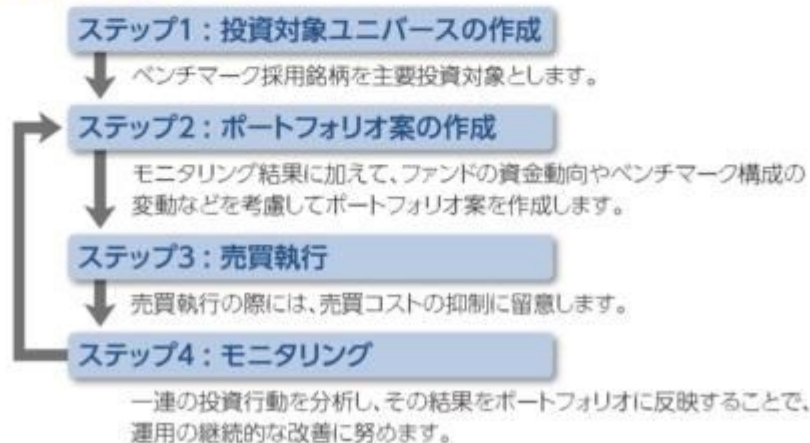 ステップ1：投資対象ユニバースの作成
ベンチマーク採用銘柄を主要投資対象とします。
ステップ2：ポートフォリオ案の作成
モニタリング結果に加えて、ファンドの資金動向やベンチマーク構成の
変動などを考慮してポートフォリオ案を作成します。
ステップ3：売買執行
売買執行の際には、売買コストの抑制に留意します。
ステップ4：モニタリング
一連の投資行動を分析し、その結果をポートフォリオに反映することで、
運用の継続的な改善に努めます。